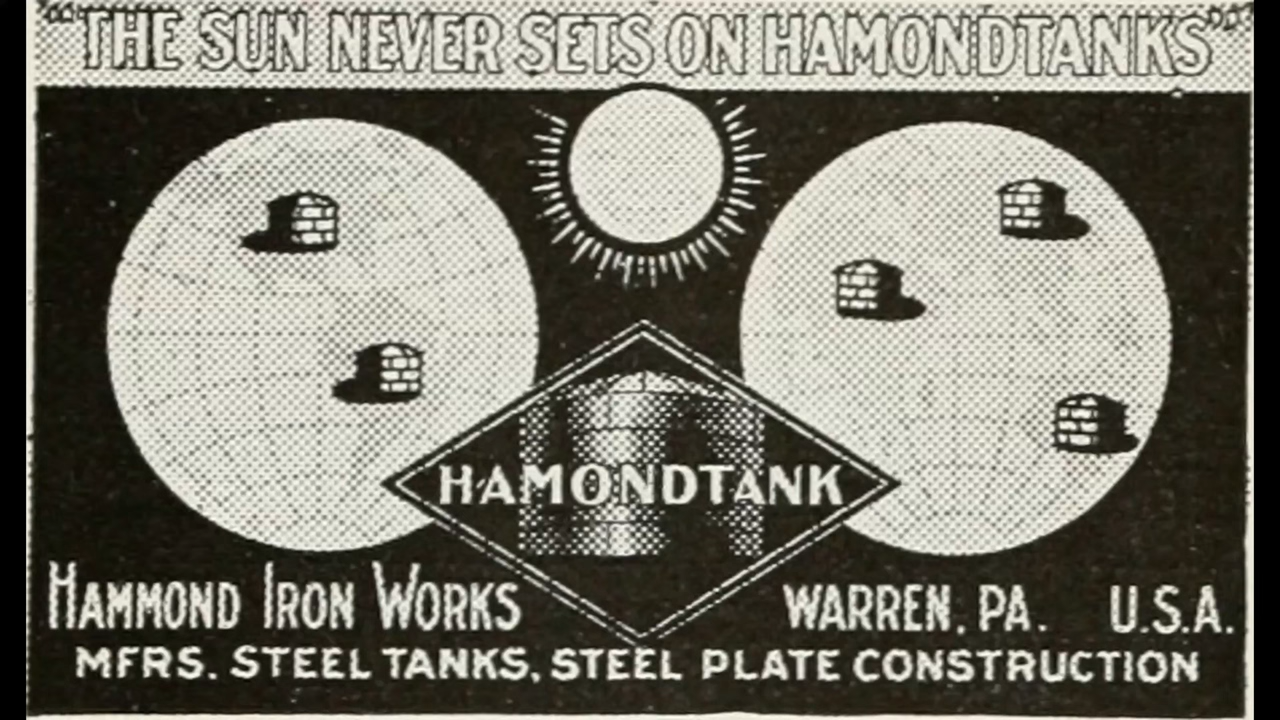 "THE SUN NEVER SETS ON HAMONDTANKS"
HAMONDTANK
HAMMOND IRON WORKS WARREN, PA. U.S.A.
MFRS. STEEL TANKS, STEEL PLATE CONSTRUCTION